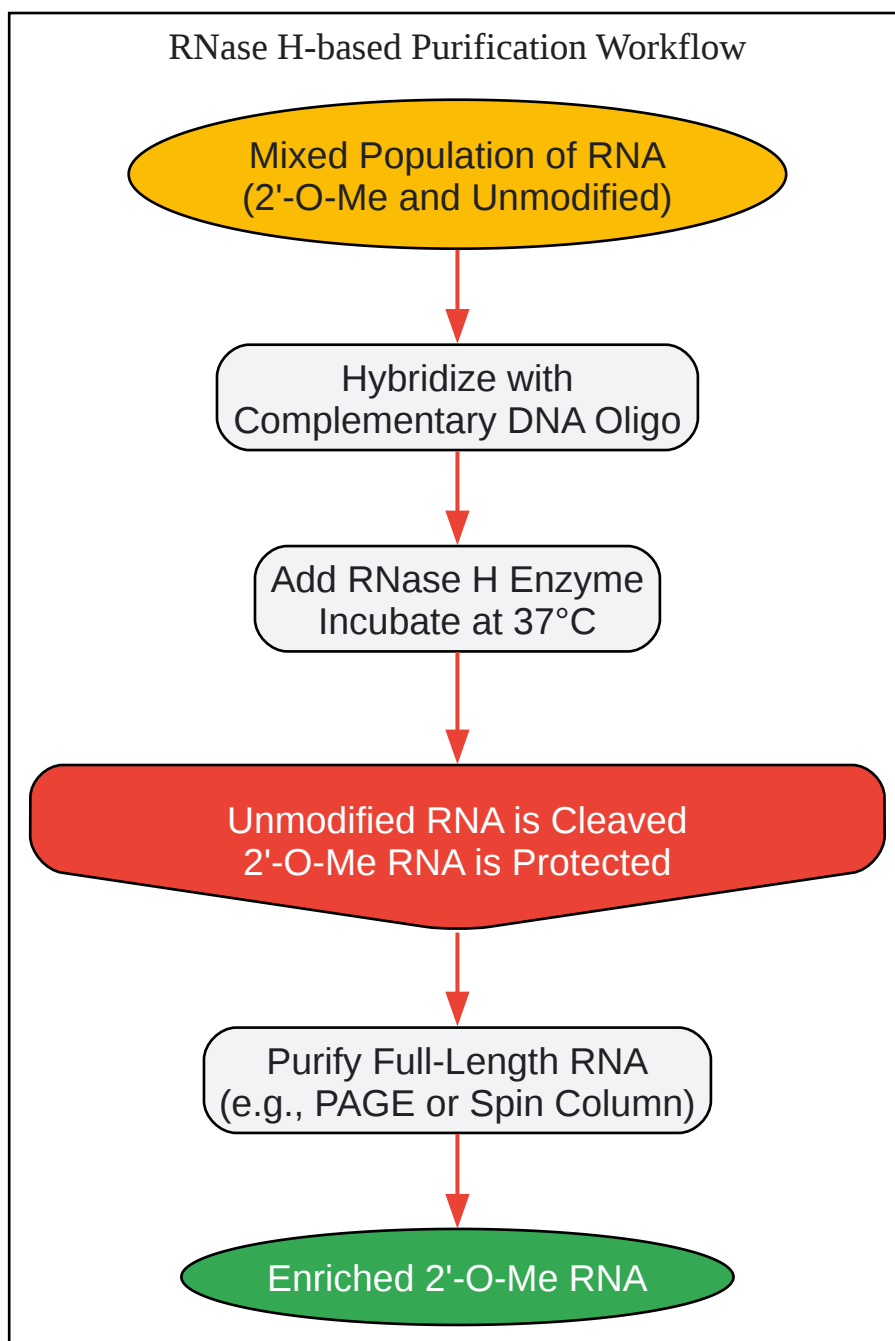 RNase H-based Purification Workflow
Mixed Population of RNA
(2'-O-Me and Unmodified)
Hybridize with
Complementary DNA Oligo
Add RNase H Enzyme
Incubate at 37°C
Unmodified RNA is Cleaved
2'-O-Me RNA is Protected
Purify Full-Length RNA
(e.g., PAGE or Spin Column)
Enriched 2'-O-Me RNA